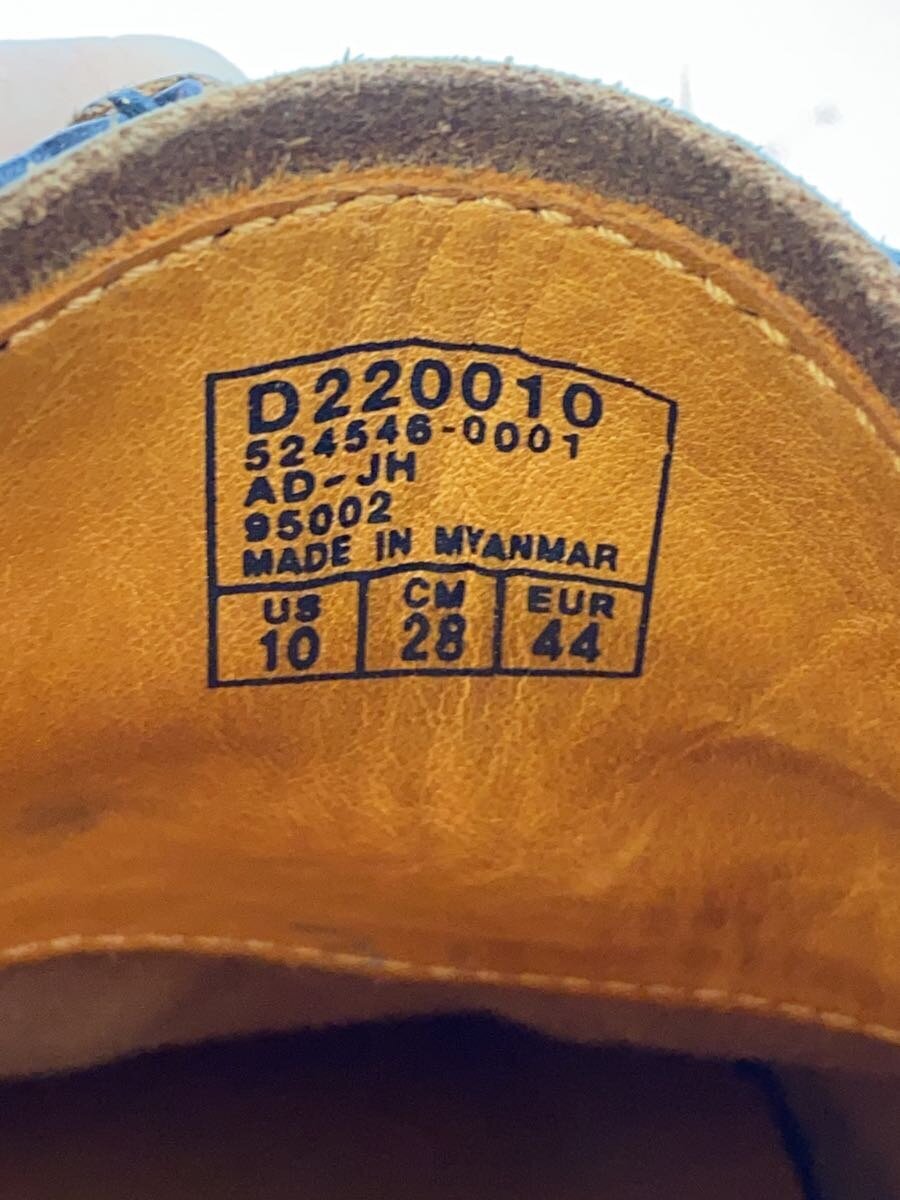 D220010
524546-0001
AD-JH
95002
MADE IN MYANMAR
US CM EUR
10 28 44